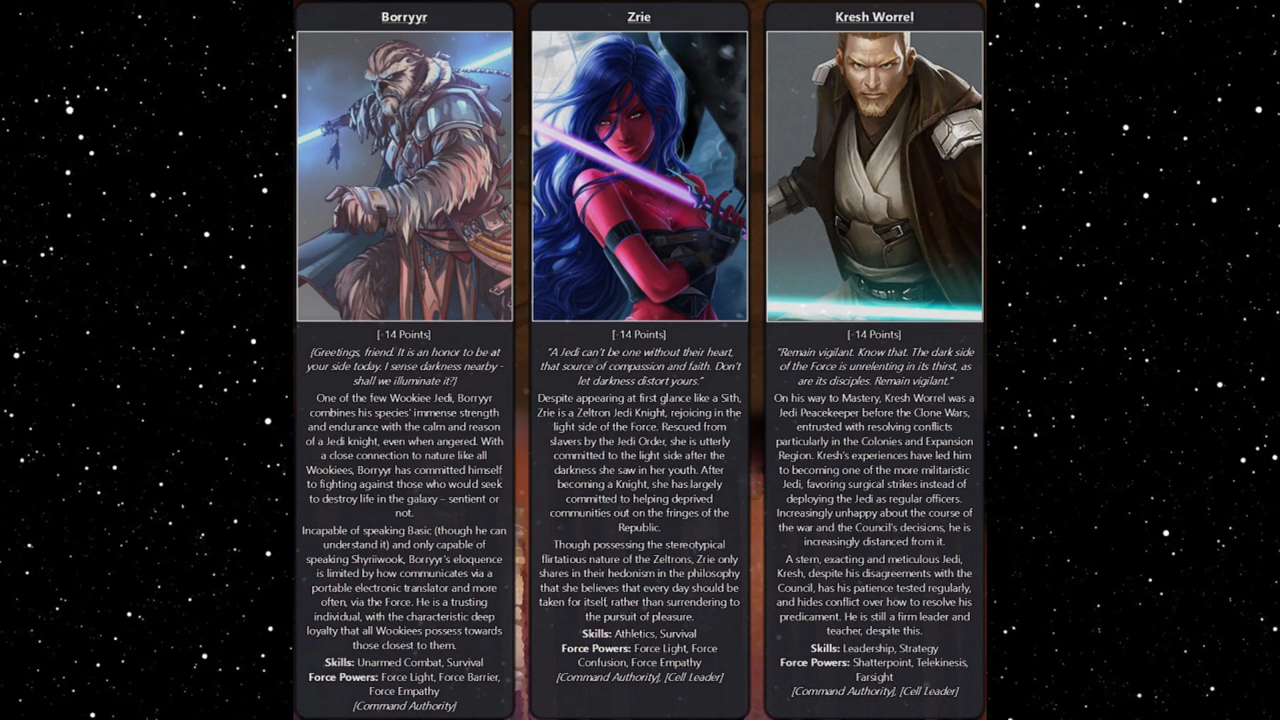 Borryyr
[-14 Points]
[Greetings, friend. It is an honor to be at
your side today. I sense darkness nearby -
shall we illuminate it?]
One of the few Wookiee Jedi, Borryyr
combines his species' immense strength
and endurance with the calm and reason
of a Jedi knight, even when angered. With
a close connection to nature like all
Wookiees, Borryyr has committed himself
to fighting against those who would seek
to destroy life in the galaxy – sentient or
not.
Incapable of speaking Basic (though he can
understand it) and only capable of
speaking Shyriiwook, Borryyr's eloquence
is limited by how communicates via a
portable electronic translator and more
often, via the Force. He is a trusting
individual, with the characteristic deep
loyalty that all Wookiees possess towards
those closest to them.
Skills: Unarmed Combat, Survival
Force Powers: Force Light, Force Barrier,
Force Empathy
[Command Authority]
Zrie
[-14 Points]
"A Jedi can't be one without their heart,
that source of compassion and faith. Don't
let darkness distort yours."
Despite appearing at first glance like a Sith,
Zrie is a Zeltron Jedi Knight, rejoicing in the
light side of the Force. Rescued from
slavers by the Jedi Order, she is utterly
committed to the light side after the
darkness she saw in her youth. After
becoming a Knight, she has largely
committed to helping deprived
communities out on the fringes of the
Republic.
Though possessing the stereotypical
flirtatious nature of the Zeltrons, Zrie only
shares in their hedonism in the philosophy
that she believes that every day should be
taken for itself, rather than surrendering to
the pursuit of pleasure.
Skills: Athletics, Survival
Force Powers: Force Light, Force
Confusion, Force Empathy
[Command Authority], [Cell Leader]
Kresh Worrel
[-14 Points]
"Remain vigilant. Know that. The dark side
of the Force is unrelenting in its thirst, as
are its disciples. Remain vigilant."
On his way to Mastery, Kresh Worrel was a
Jedi Peacekeeper before the Clone Wars,
entrusted with resolving conflicts
particularly in the Colonies and Expansion
Region. Kresh's experiences have led him
to becoming one of the more militaristic
Jedi, favoring surgical strikes instead of
deploying the Jedi as regular officers.
Increasingly unhappy about the course of
the war and the Council's decisions, he is
increasingly distanced from it.
A stern, exacting and meticulous Jedi,
Kresh, despite his disagreements with the
Council, has his patience tested regularly,
and hides conflict over how to resolve his
predicament. He is still a firm leader and
teacher, despite this.
Skills: Leadership, Strategy
Force Powers: Shatterpoint, Telekinesis,
Farsight
[Command Authority], [Cell Leader]